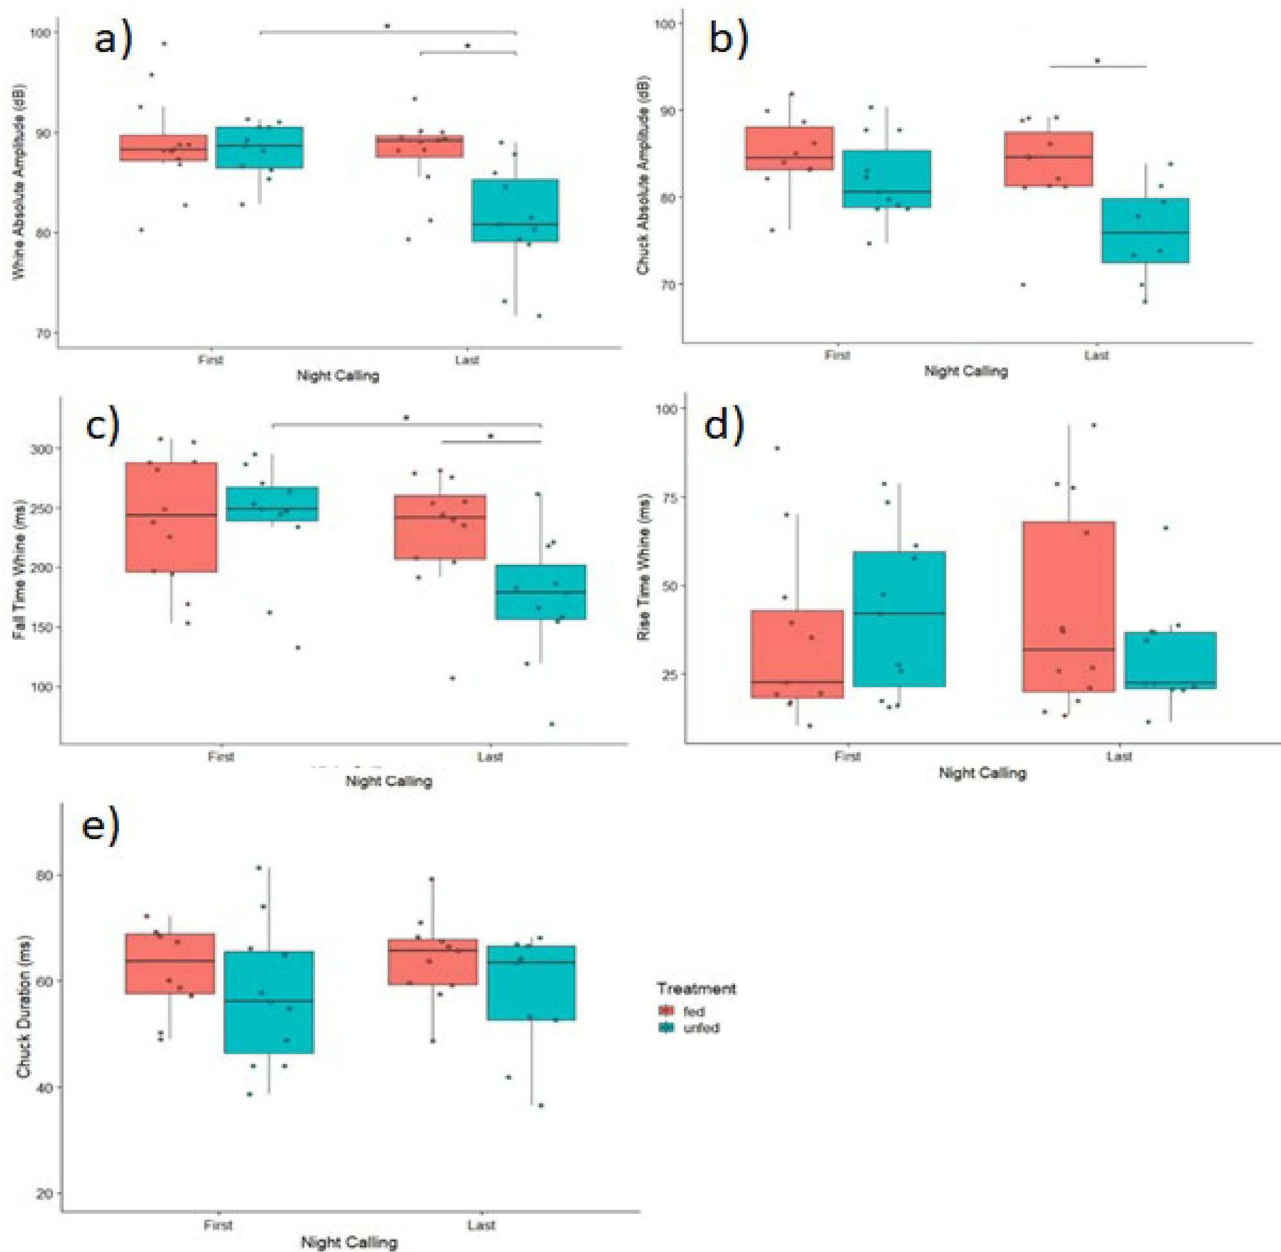 a)
Whine Absolute Amplitude (dB)
100
90
80
70
*
*
First
Last
Night Calling
b)
Chuck Absolute Amplitude (dB)
100
90
80
70
*
First
Last
Night Calling
c)
Fall Time Whine (ms)
300
250
200
150
100
*
*
First
Last
Night Calling
d)
Rise Time Whine (ms)
100
75
50
25
First
Last
Night Calling
e)
Chuck Duration (ms)
80
60
40
20
First
Last
Night Calling
Treatment
fed
unfed